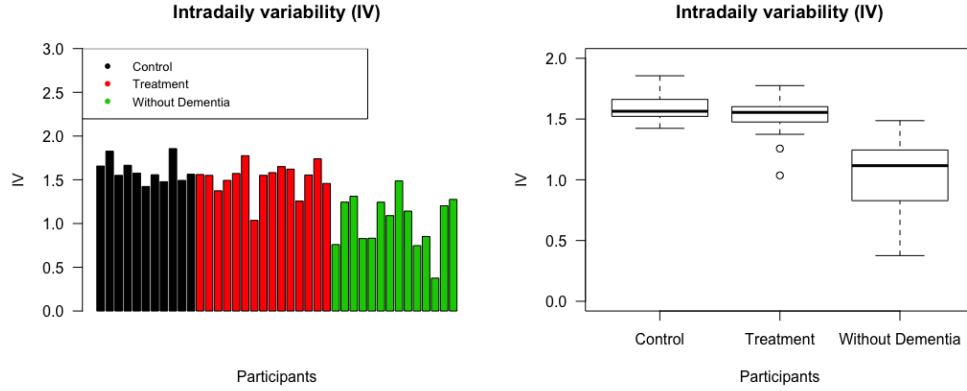 Intradaily variability (IV)
3.0
2.5
2.0
1.5
1.0
0.5
0.0
IV
Control
Treatment
Without Dementia
Participants
Intradaily variability (IV)
2.0
1.5
1.0
0.5
0.0
IV
Control Treatment Without Dementia
Participants